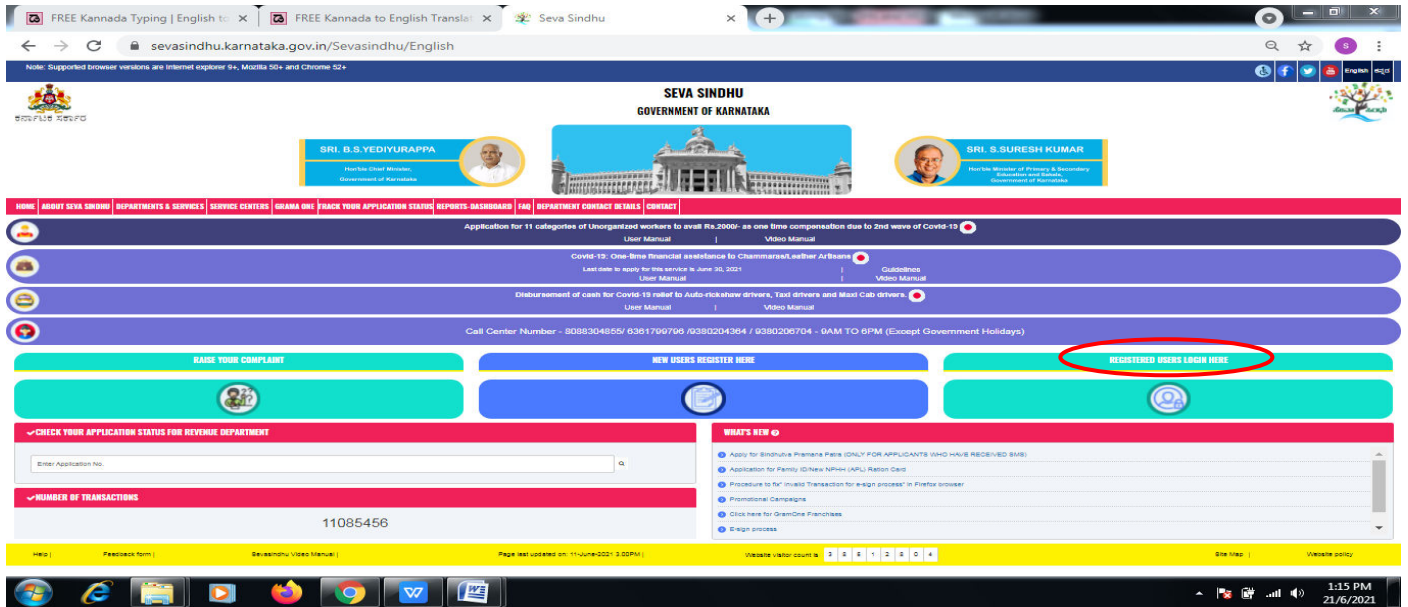 FREE Kannada Typing | English to
FREE Kannada to English Translat
Seva Sindhu
sevasindhu.karnataka.gov.in/Sevasindhu/English
S
Note: Supported browser versions are Internet explorer 9+, Mozilla 50+ and Chrome 52+
English ಕನ್ನಡ
SEVA SINDHU
GOVERNMENT OF KARNATAKA
ಕರ್ನಾಟಕ ಸರ್ಕಾರ
SRI. B.S.YEDIYURAPPA
Hon'ble Chief Minister,
Government of Karnataka
SRI. S.SURESH KUMAR
Hon'ble Minister of Primary & Secondary
Education and Sakala,
Government of Karnataka
HOME ABOUT SEVA SINDHU DEPARTMENTS & SERVICES SERVICE CENTERS GRAMA ONE TRACK YOUR APPLICATION STATUS REPORTS-DASHBOARD FAQ DEPARTMENT CONTACT DETAILS CONTACT
Application for 11 categories of Unorganized workers to avail Rs.2000/- as one time compensation due to 2nd wave of Covid-19
User Manual | Video Manual
Covid-19: One-time financial assistance to Chammaras/Leather Artisans
Last date to apply for this service is June 30, 2021 | Guidelines
User Manual | Video Manual
Disbursement of cash for Covid-19 relief to Auto-rickshaw drivers, Taxi drivers and Maxi Cab drivers.
User Manual | Video Manual
Call Center Number - 8088304855/ 6361799796 /9380204364 / 9380206704 - 9AM TO 6PM (Except Government Holidays)
RAISE YOUR COMPLAINT
NEW USERS REGISTER HERE
REGISTERED USERS LOGIN HERE
CHECK YOUR APPLICATION STATUS FOR REVENUE DEPARTMENT
Enter Application No.
NUMBER OF TRANSACTIONS
11085456
WHAT'S NEW
Apply for Sindhutva Pramana Patra (ONLY FOR APPLICANTS WHO HAVE RECEIVED SMS)
Application for Family ID/New NPHH (APL) Ration Card
Procedure to fix" Invalid Transaction for e-sign process" in Firefox browser
Promotional Campaigns
Click here for GramOne Franchises
E-sign process
Help | Feedback form | Sevasindhu Video Manual | Page last updated on: 11-June-2021 3.00PM | Website visitor count is Site Map | Website policy
1:15 PM
21/6/2021